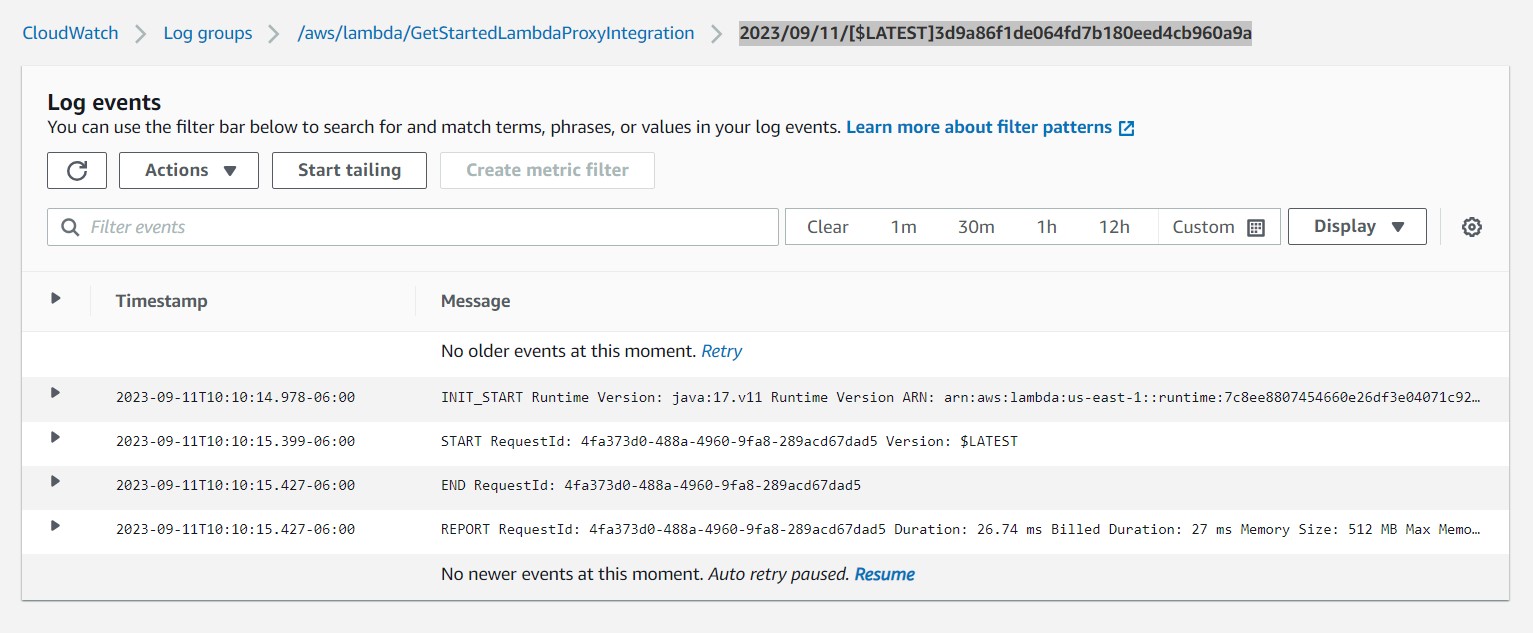 CloudWatch > Log groups > /aws/lambda/GetStartedLambdaProxyIntegration > 2023/09/11/[$LATEST]3d9a86f1de064fd7b180eed4cb960a9a
Log events
You can use the filter bar below to search for and match terms, phrases, or values in your log events. Learn more about filter patterns
Actions Start tailing Create metric filter
Filter events Clear 1m 30m 1h 12h Custom Display
Timestamp Message
No older events at this moment. Retry
2023-09-11T10:10:14.978-06:00 INIT_START Runtime Version: java:17.v11 Runtime Version ARN: arn:aws:lambda:us-east-1::runtime:7c8ee8807454660e26df3e04071c92…
2023-09-11T10:10:15.399-06:00 START RequestId: 4fa373d0-488a-4960-9fa8-289acd67dad5 Version: $LATEST
2023-09-11T10:10:15.427-06:00 END RequestId: 4fa373d0-488a-4960-9fa8-289acd67dad5
2023-09-11T10:10:15.427-06:00 REPORT RequestId: 4fa373d0-488a-4960-9fa8-289acd67dad5 Duration: 26.74 ms Billed Duration: 27 ms Memory Size: 512 MB Max Memo…
No newer events at this moment. Auto retry paused. Resume